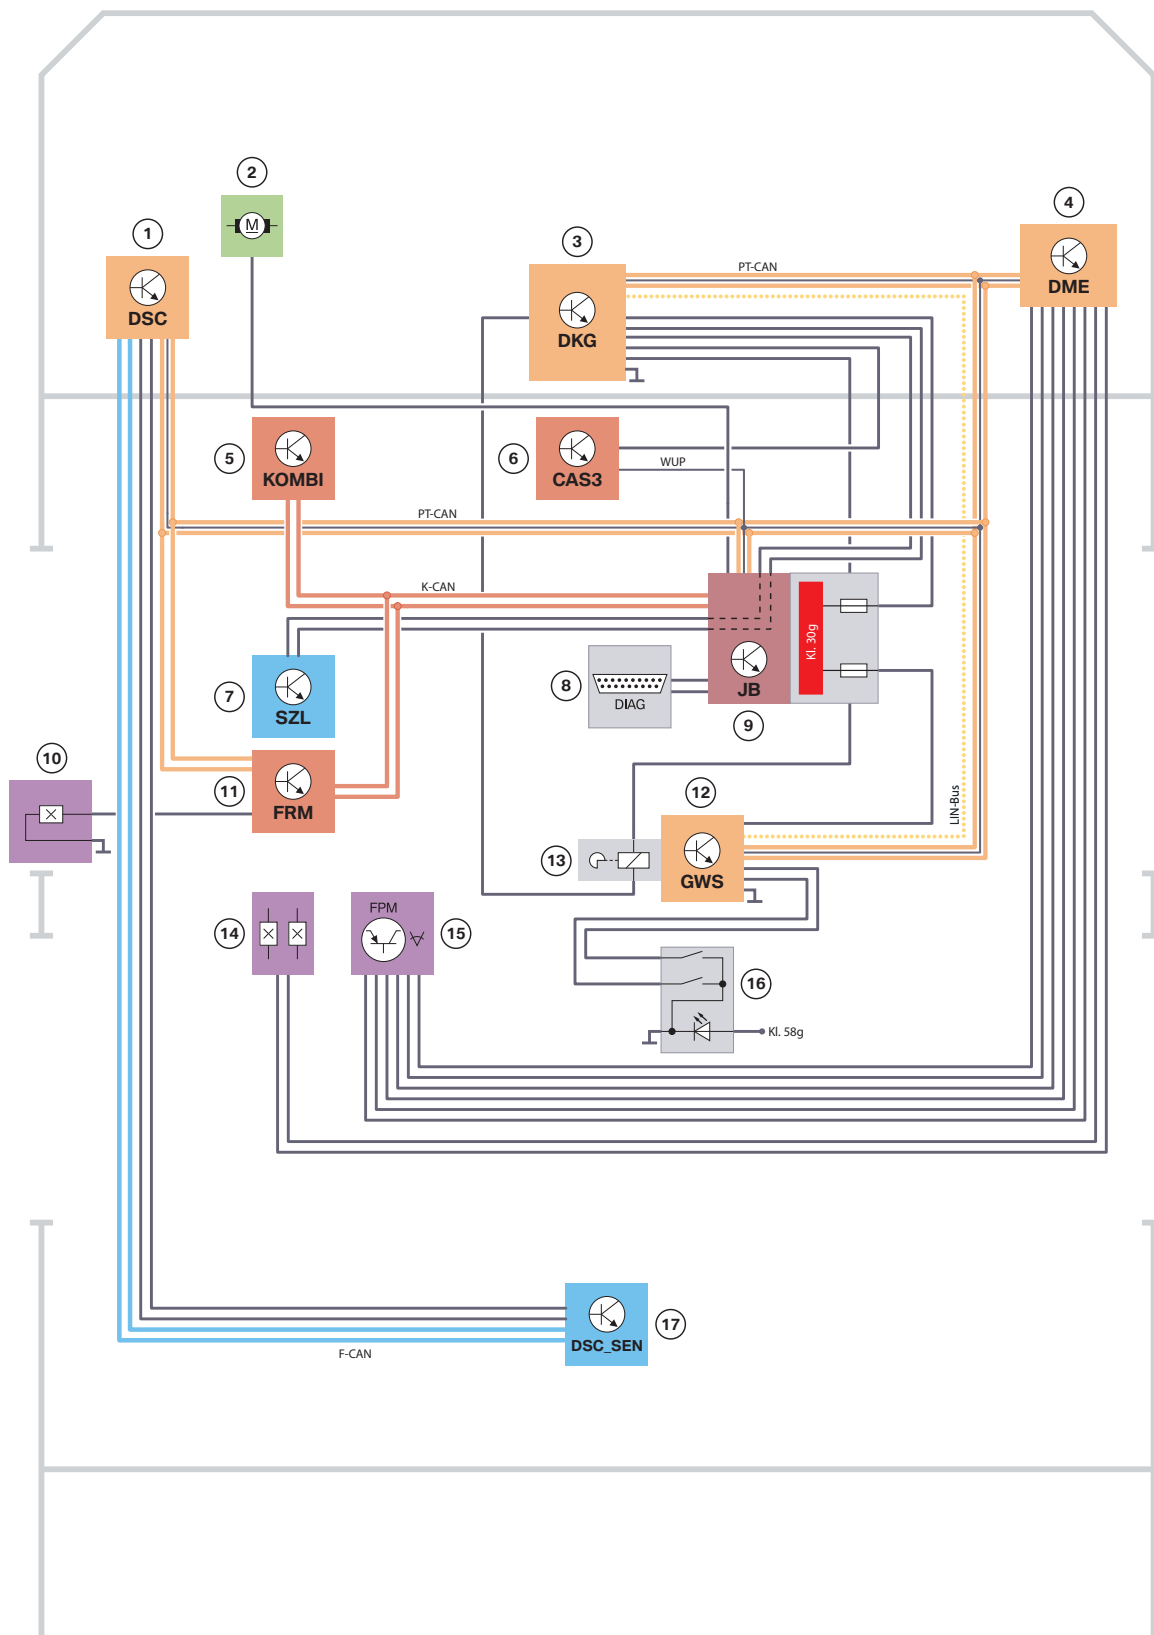 2
4
M
1
3
PT-CAN
DSC
DKG
DME
5
KOMBI
6
CAS3
WUP
PT-CAN
K-CAN
Kl. 30g
7
SZL
8
DIAG
JB
9
10
11
FRM
12
LIN-Bus
13
GWS
14
FPM
15
16
Kl. 58g
17
DSC_SEN
F-CAN